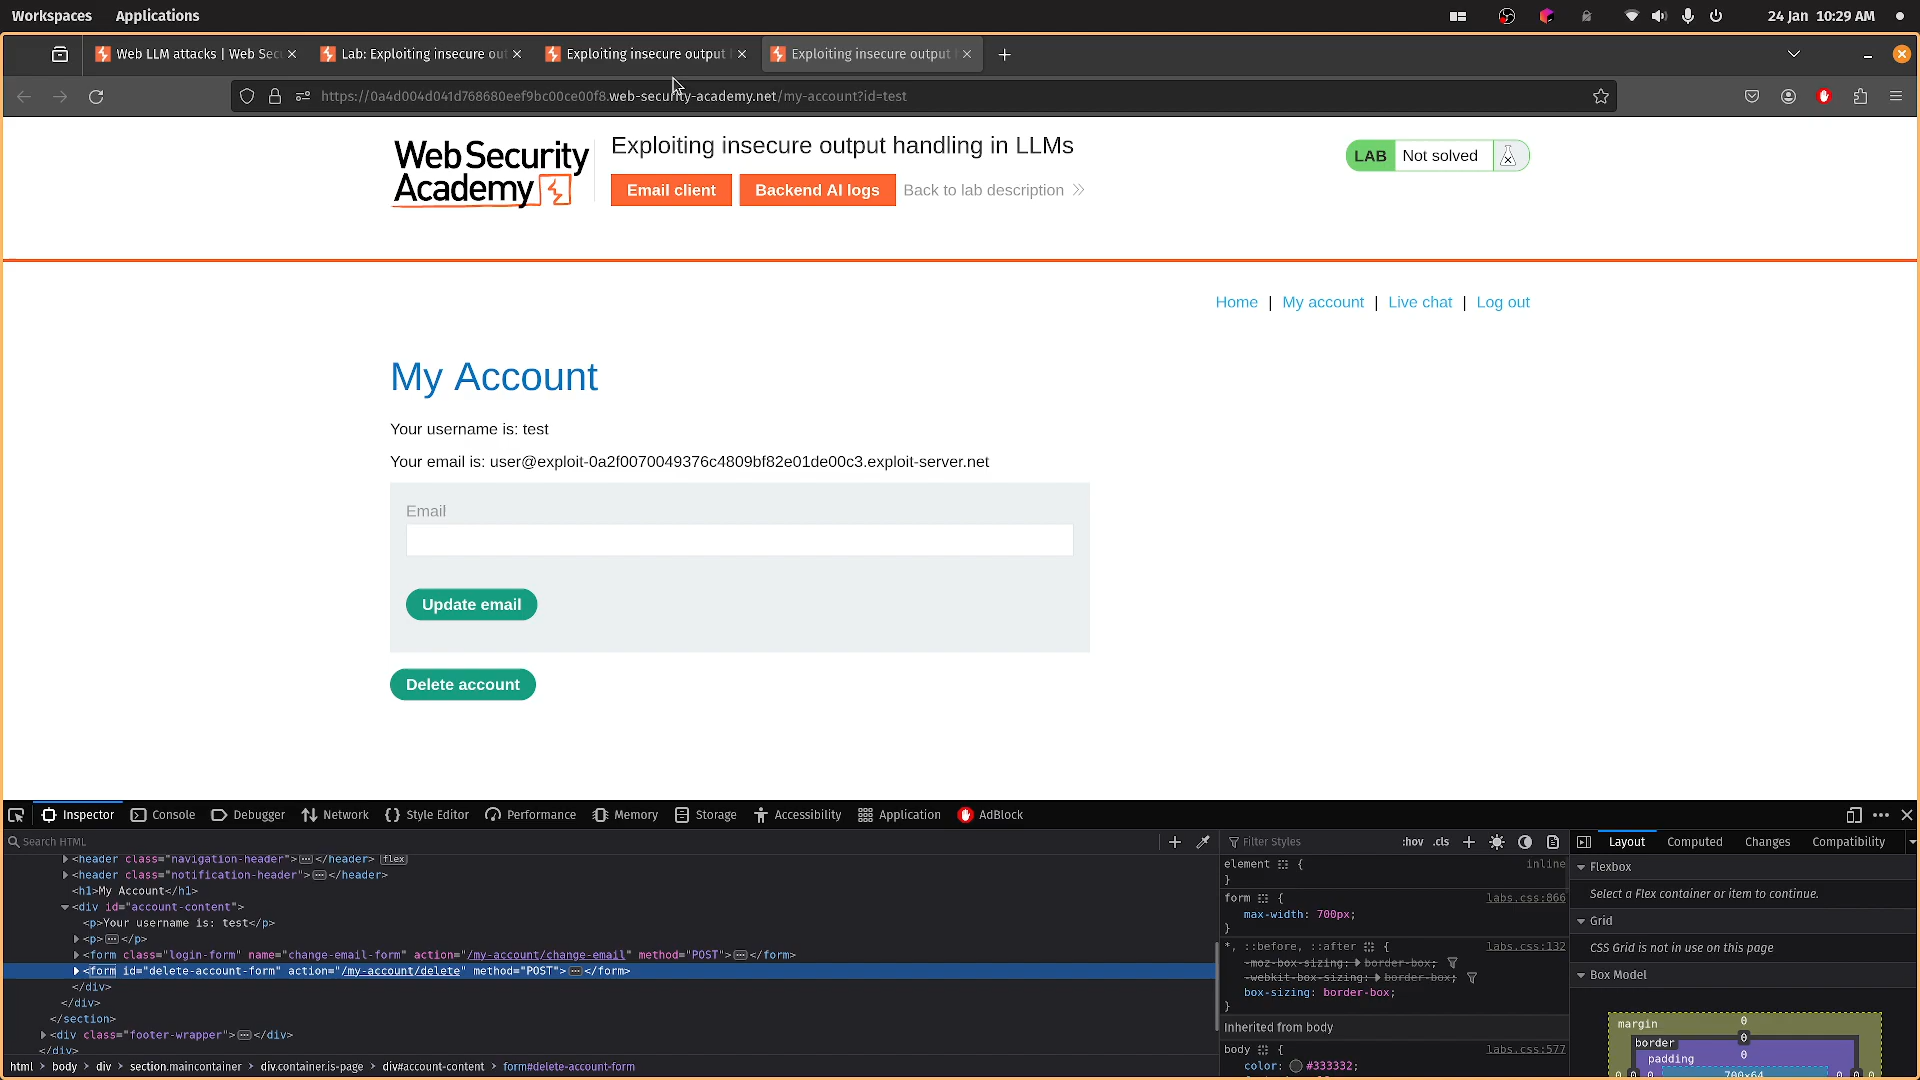 Workspaces Applications 24 Jan 10:29 AM
Web LLM attacks | Web Sec Lab: Exploiting insecure out Exploiting insecure output Exploiting insecure output
https://0a4d004d041d768680eef9bc00ce00f8.web-security-academy.net/my-account?id=test
WebSecurity
Academy
Exploiting insecure output handling in LLMs
Email client Backend AI logs Back to lab description
LAB Not solved
Home | My account | Live chat | Log out
My Account
Your username is: test
Your email is: user@exploit-0a2f0070049376c4809bf82e01de00c3.exploit-server.net
Email
Update email
Delete account
Inspector Console Debugger Network Style Editor Performance Memory Storage Accessibility Application AdBlock
Search HTML
<header class="navigation-header"></header> flex
<header class="notification-header"></header>
<h1>My Account</h1>
<div id="account-content">
<p>Your username is: test</p>
<p></p>
<form class="login-form" name="change-email-form" action="/my-account/change-email" method="POST"></form>
<form id="delete-account-form" action="/my-account/delete" method="POST"></form>
</div>
</div>
</section>
<div class="footer-wrapper"></div>
</div>
html body div section.maincontainer div.container.is-page div#account-content form#delete-account-form
Filter Styles :hov .cls
element { inline
}
form { labs.css:866
max-width: 700px;
}
*, ::before, ::after { labs.css:132
-moz-box-sizing: border-box;
-webkit-box-sizing: border-box;
box-sizing: border-box;
}
Inherited from body
body { labs.css:577
color: #333332;
Layout Computed Changes Compatibility
Flexbox
Select a Flex container or item to continue.
Grid
CSS Grid is not in use on this page
Box Model
margin 0
border 0
padding 0
0 0 0 700x64 0 0 0